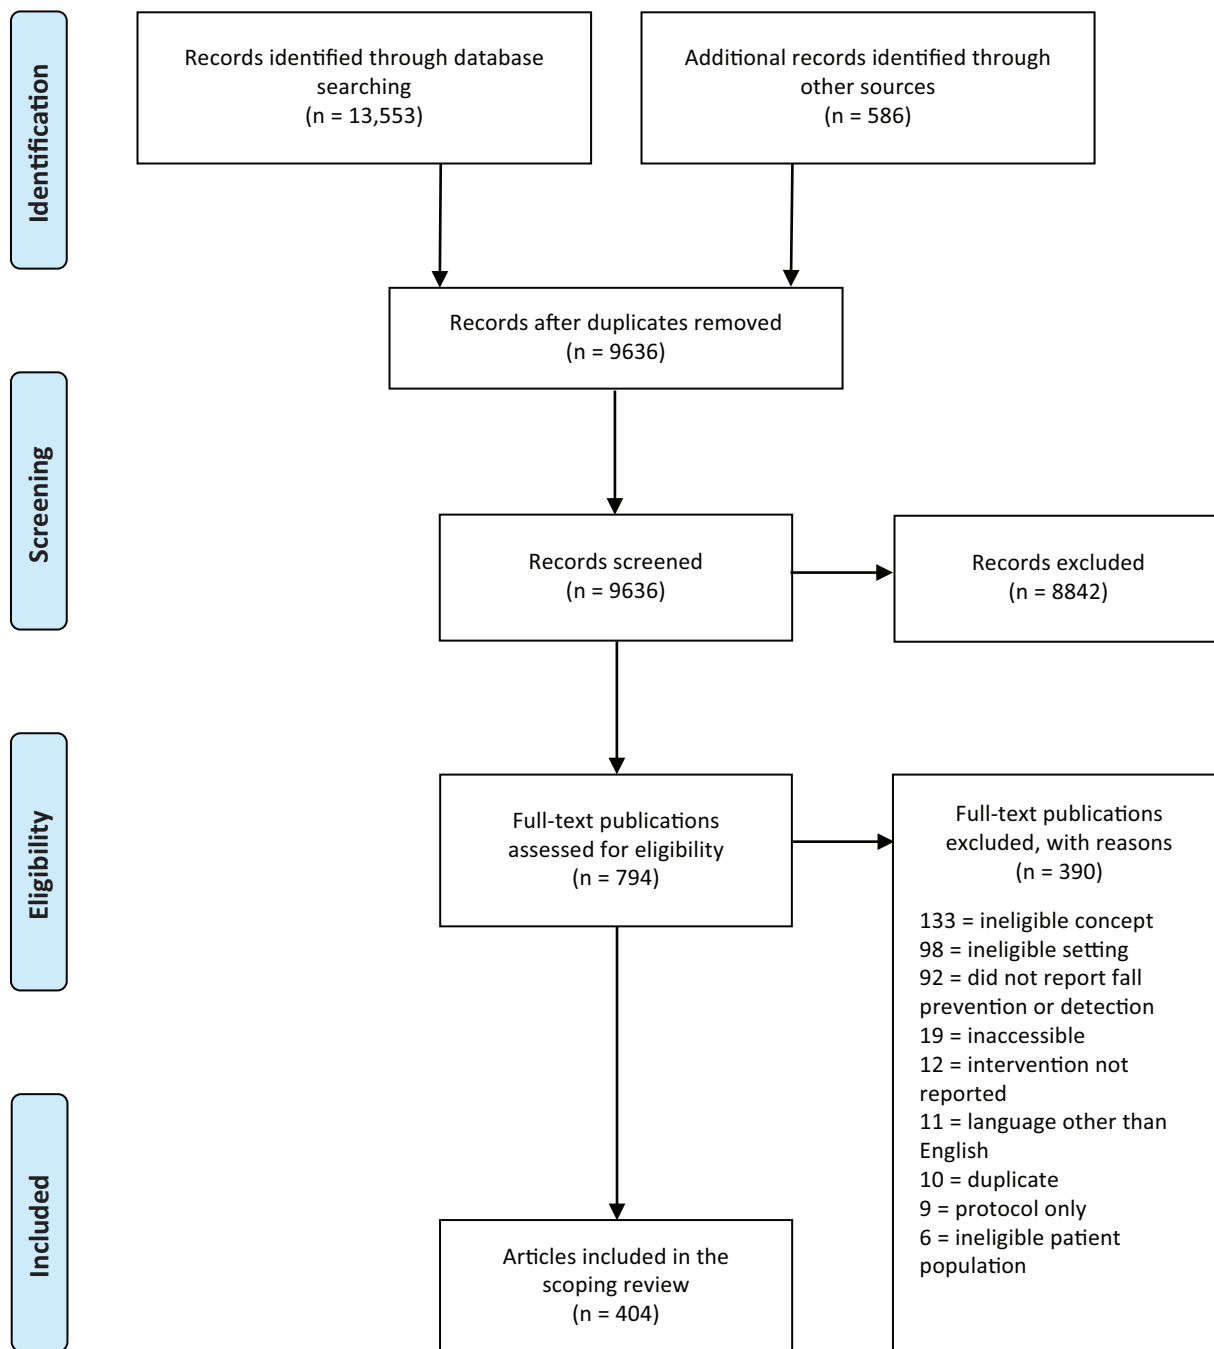 Identification
Records identified through database
searching
(n = 13,553)
Additional records identified through
other sources
(n = 586)
Records after duplicates removed
(n = 9636)
Screening
Records screened
(n = 9636)
Records excluded
(n = 8842)
Eligibility
Full-text publications
assessed for eligibility
(n = 794)
Full-text publications
excluded, with reasons
(n = 390)
133 = ineligible concept
98 = ineligible setting
92 = did not report fall
prevention or detection
19 = inaccessible
12 = intervention not
reported
11 = language other than
English
10 = duplicate
9 = protocol only
6 = ineligible patient
population
Included
Articles included in the
scoping review
(n = 404)